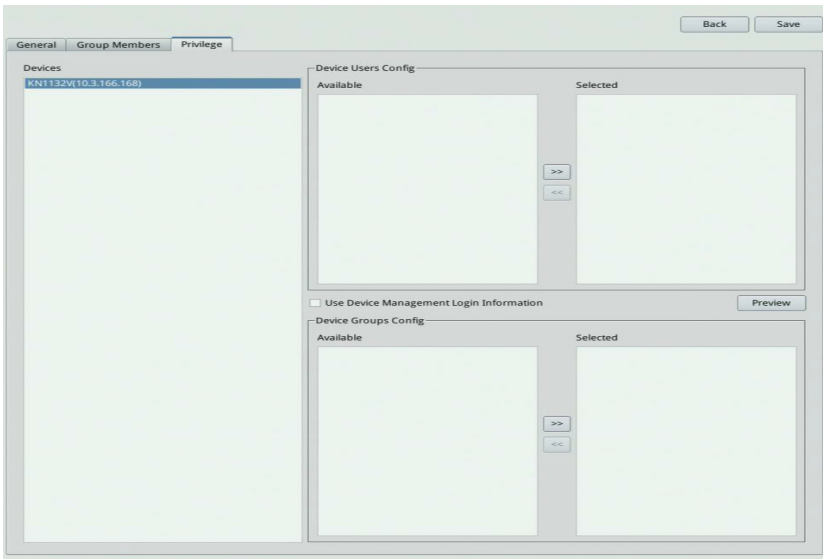 Back Save
General Group Members Privilege
Devices
KN1132V(10.3.166.168)
Device Users Config
Available Selected
>>
<<
Use Device Management Login Information Preview
Device Groups Config
Available Selected
>>
<<